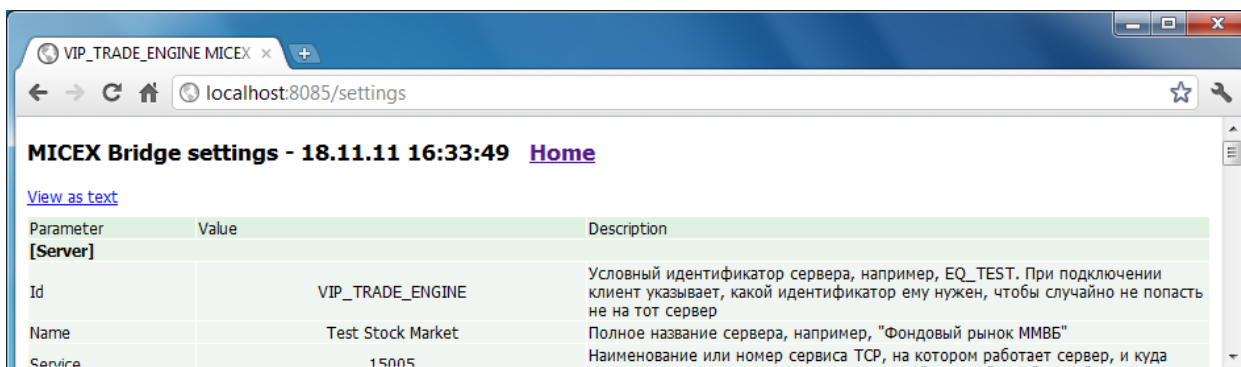 VIP_TRADE_ENGINE MICEX
localhost:8085/settings
MICEX Bridge settings - 18.11.11 16:33:49 Home
View as text
Parameter Value Description
[Server]
Id VIP_TRADE_ENGINE Условный идентификатор сервера, например, EQ_TEST. При подключении
клиент указывает, какой идентификатор ему нужен, чтобы случайно не попасть
не на тот сервер
Name Test Stock Market Полное название сервера, например, "Фондовый рынок ММВБ"
Service 15005 Наименование или номер сервиса TCP, на котором работает сервер, и куда